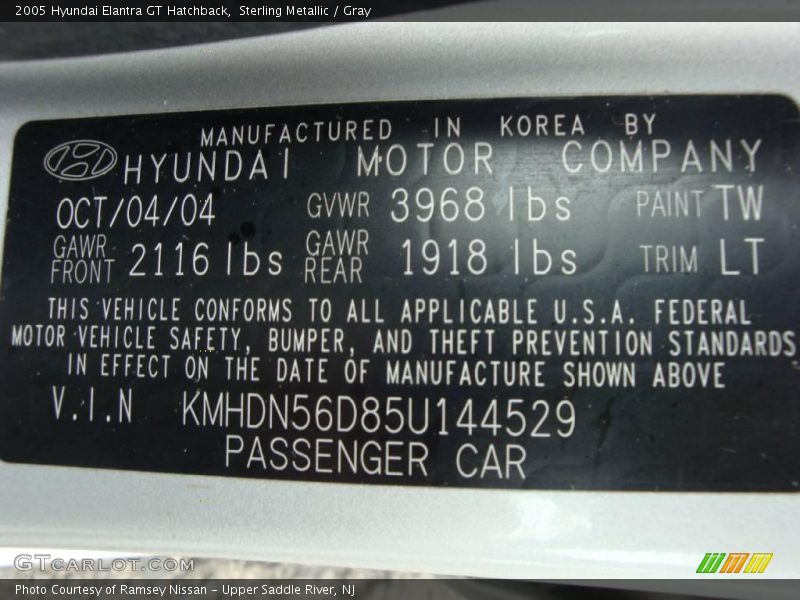 2005 Hyundai Elantra GT Hatchback, Sterling Metallic / Gray
MANUFACTURED IN KOREA BY
HYUNDAI MOTOR COMPANY
OCT/04/04 GVWR 3968 lbs PAINT TW
GAWR FRONT 2116 lbs GAWR REAR 1918 lbs TRIM LT
THIS VEHICLE CONFORMS TO ALL APPLICABLE U.S.A. FEDERAL
MOTOR VEHICLE SAFETY, BUMPER, AND THEFT PREVENTION STANDARDS
IN EFFECT ON THE DATE OF MANUFACTURE SHOWN ABOVE
V.I.N KMHDN56D85U144529
PASSENGER CAR
GTCARLOT.COM
Photo Courtesy of Ramsey Nissan - Upper Saddle River, NJ